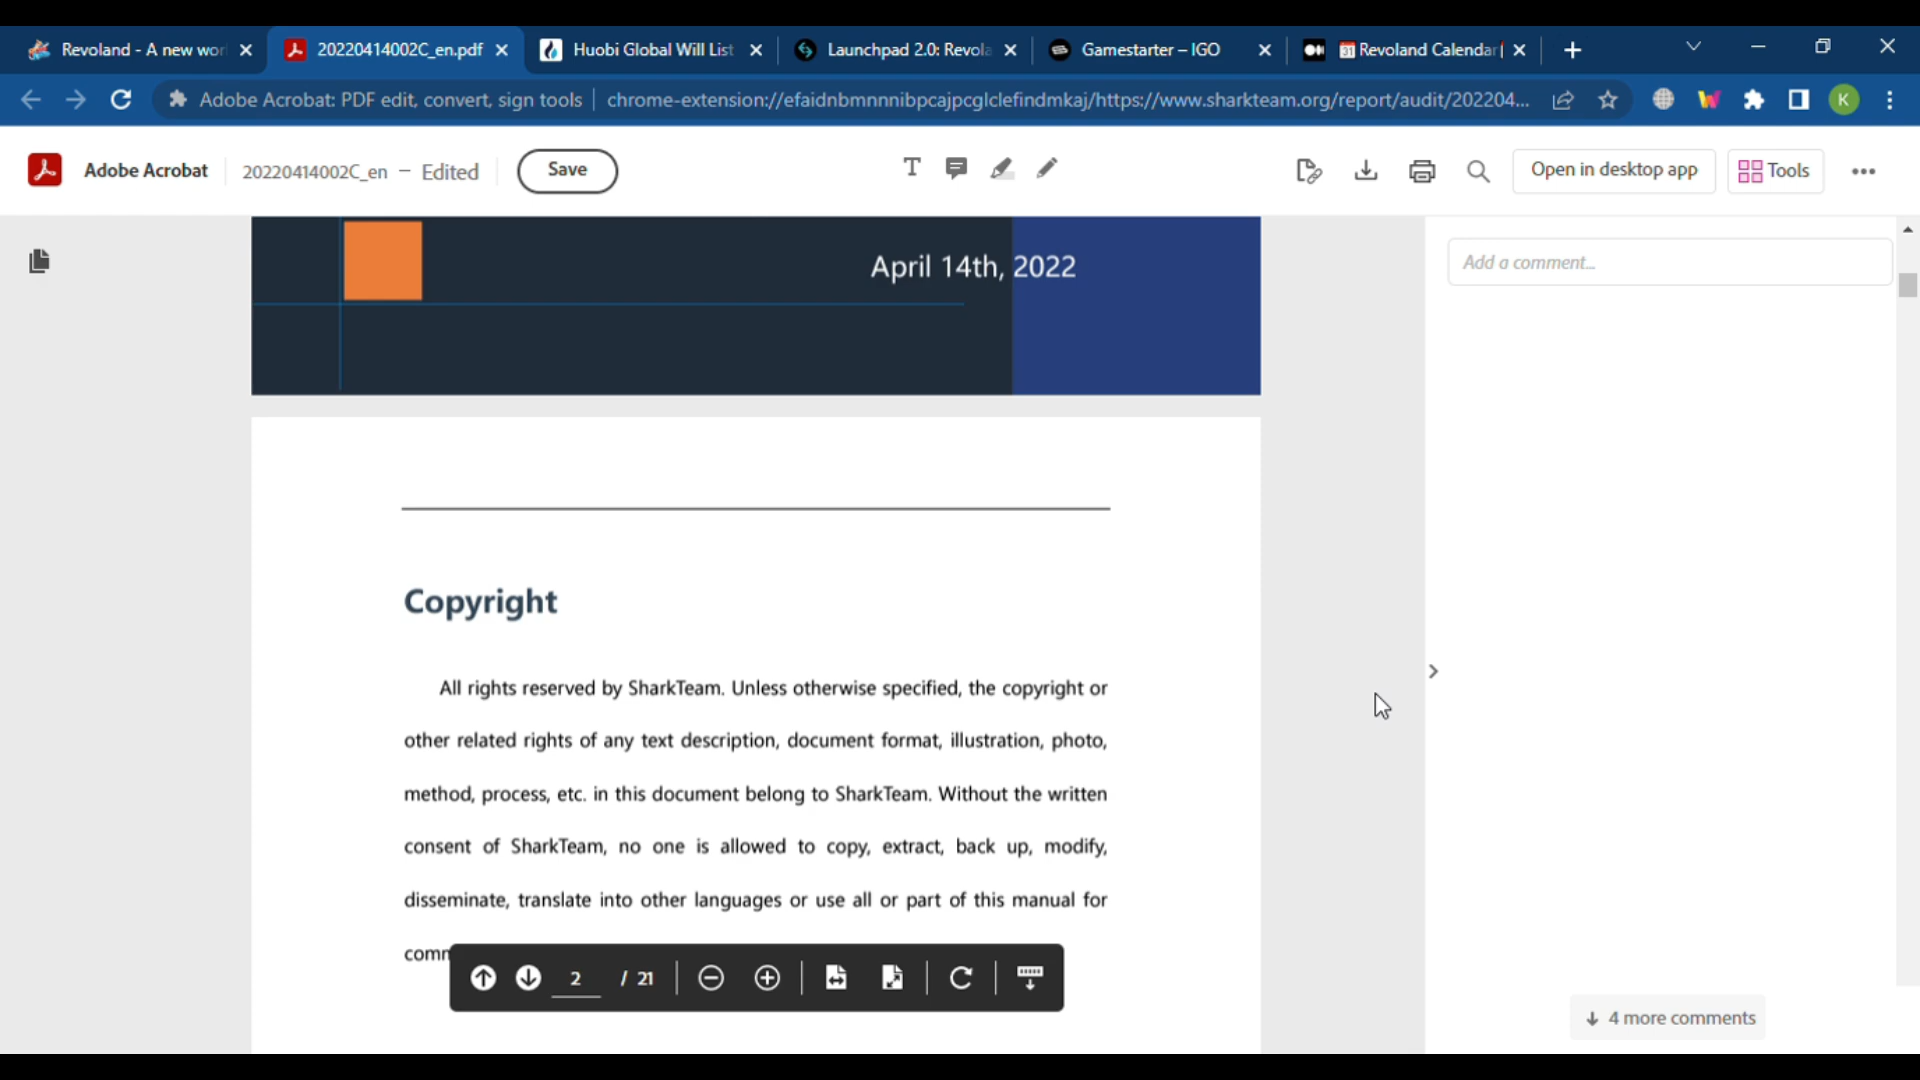 Revoland - A new wor
20220414002C_en.pdf
Huobi Global Will List
Launchpad 2.0: Revola
Gamestarter – IGO
31 Revoland Calendar
Adobe Acrobat: PDF edit, convert, sign tools
chrome-extension://efaidnbmnnnibpcajpcglclefindmkaj/https://www.sharkteam.org/report/audit/202204...
K
Adobe Acrobat
20220414002C_en – Edited
Save
Open in desktop app
Tools
April 14th, 2022
Add a comment...
Copyright
All rights reserved by SharkTeam. Unless otherwise specified, the copyright or
other related rights of any text description, document format, illustration, photo,
method, process, etc. in this document belong to SharkTeam. Without the written
consent of SharkTeam, no one is allowed to copy, extract, back up, modify,
disseminate, translate into other languages or use all or part of this manual for
comm
2 / 21
4 more comments